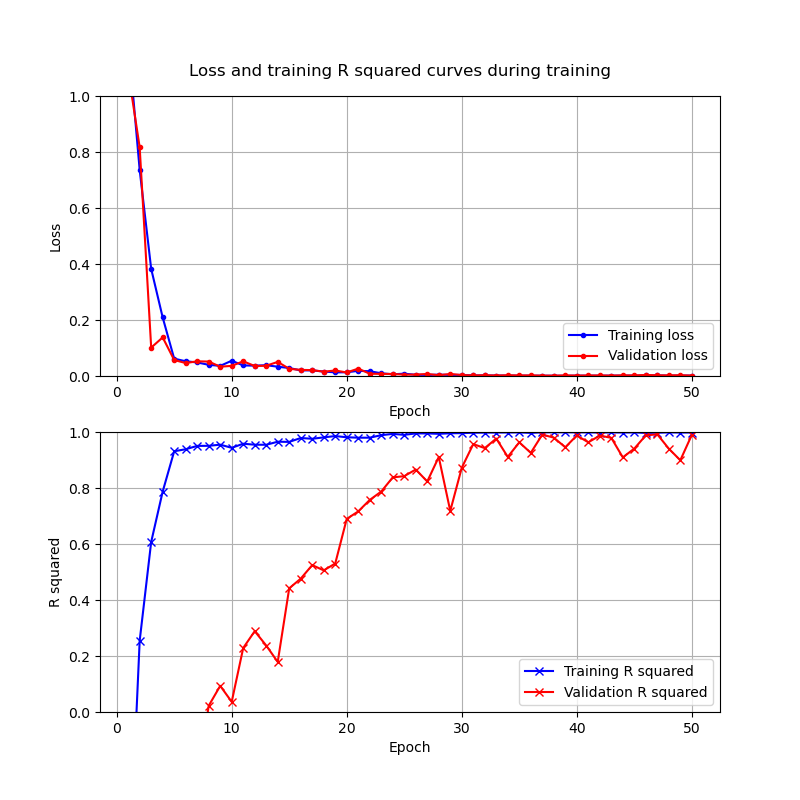 Loss and training R squared curves during training
1.0
0.8
0.6
0.4
0.2
0.0
Loss
0 10 20 30 40 50
Epoch
Training loss
Validation loss
1.0
0.8
0.6
0.4
0.2
0.0
R squared
0 10 20 30 40 50
Epoch
Training R squared
Validation R squared